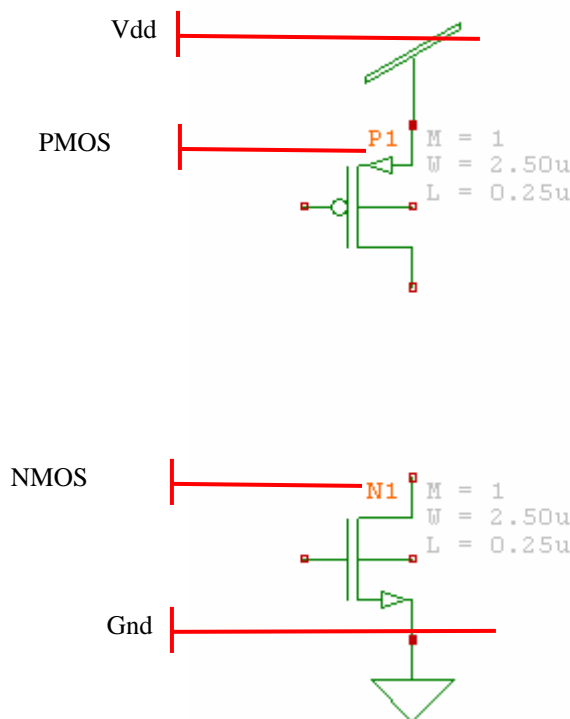 Vdd
PMOS
P1
M = 1
W = 2.50u
L = 0.25u
NMOS
N1
M = 1
W = 2.50u
L = 0.25u
Gnd